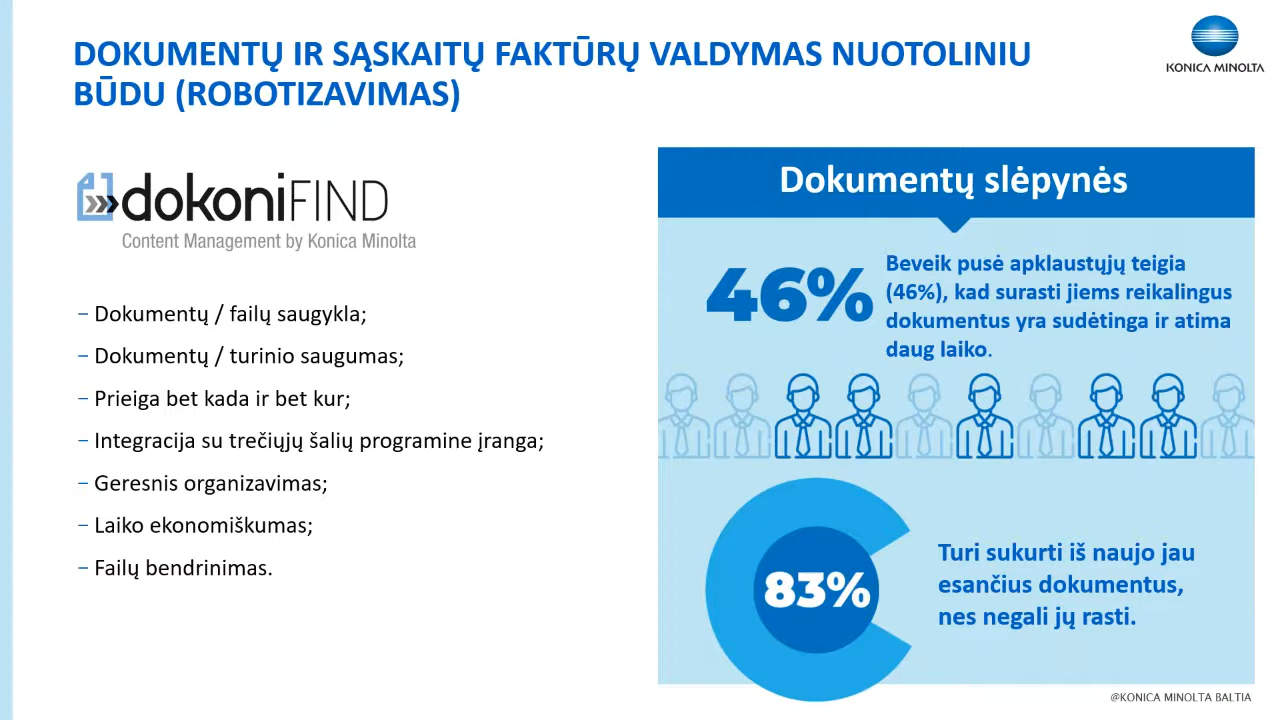 DOKUMENTŲ IR SĄSKAITŲ FAKTŪRŲ VALDYMAS NUOTOLINIU
BŪDU (ROBOTIZAVIMAS)
KONICA MINOLTA
dokoniFIND
Content Management by Konica Minolta
– Dokumentų / failų saugykla;
– Dokumentų / turinio saugumas;
– Prieiga bet kada ir bet kur;
– Integracija su trečiųjų šalių programine įranga;
– Geresnis organizavimas;
– Laiko ekonomiškumas;
– Failų bendrinimas.
Dokumentų slėpynės
46%
Beveik pusė apklaustųjų teigia
(46%), kad surasti jiems reikalingus
dokumentus yra sudėtinga ir atima
daug laiko.
83%
Turi sukurti iš naujo jau
esančius dokumentus,
nes negali jų rasti.
@KONICA MINOLTA BALTIA